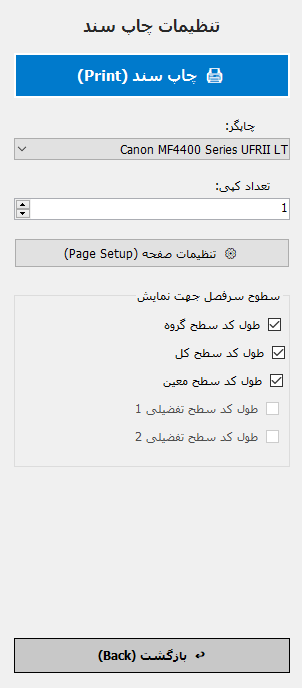 تنظیمات چاپ سند
چاپ سند (Print)
چاپگر:
Canon MF4400 Series UFRII LT
تعداد کپی:
1
تنظیمات صفحه (Page Setup)
سطوح سرفصل جهت نمایش
طول کد سطح گروه
طول کد سطح کل
طول کد سطح معین
طول کد سطح تفضیلی 1
طول کد سطح تفضیلی 2
بازگشت (Back)